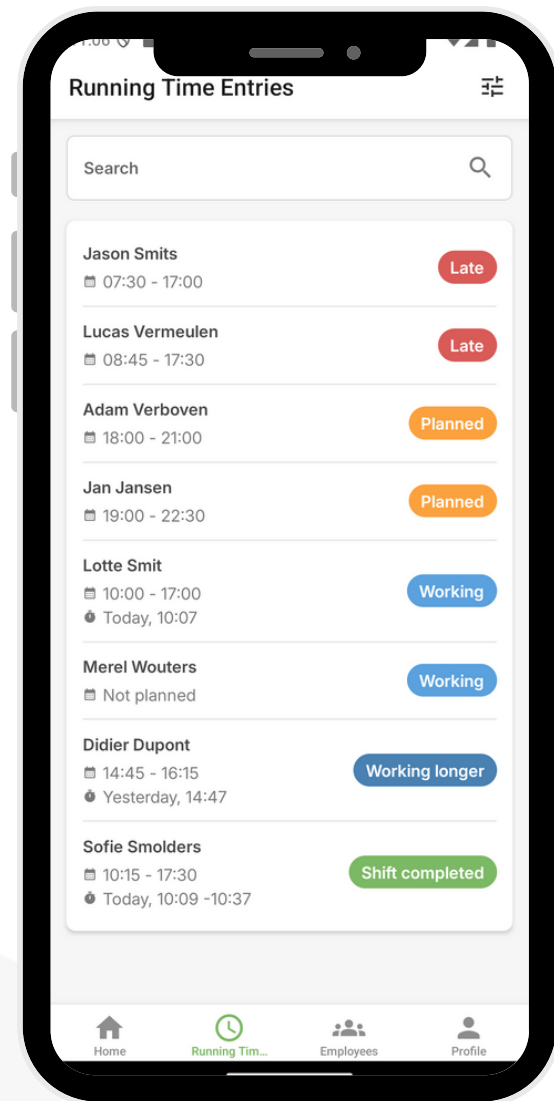 Running Time Entries
Search
Jason Smits
07:30 - 17:00
Late
Lucas Vermeulen
08:45 - 17:30
Late
Adam Verboven
18:00 - 21:00
Planned
Jan Jansen
19:00 - 22:30
Planned
Lotte Smit
10:00 - 17:00
Today, 10:07
Working
Merel Wouters
Not planned
Working
Didier Dupont
14:45 - 16:15
Yesterday, 14:47
Working longer
Sofie Smolders
10:15 - 17:30
Today, 10:09 -10:37
Shift completed
Home
Running Tim...
Employees
Profile